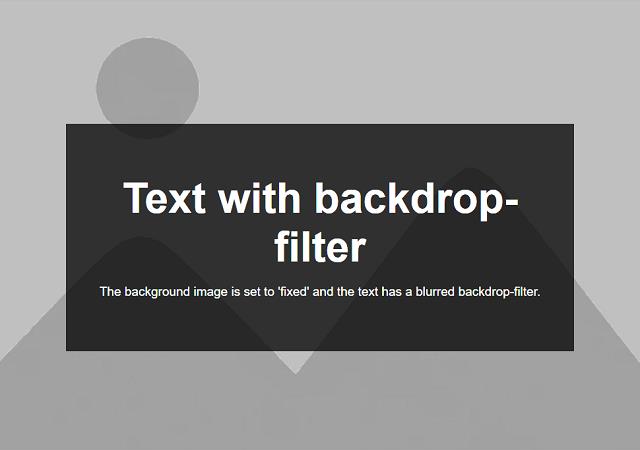 Text with backdrop-
filter
The background image is set to 'fixed' and the text has a blurred backdrop-filter.